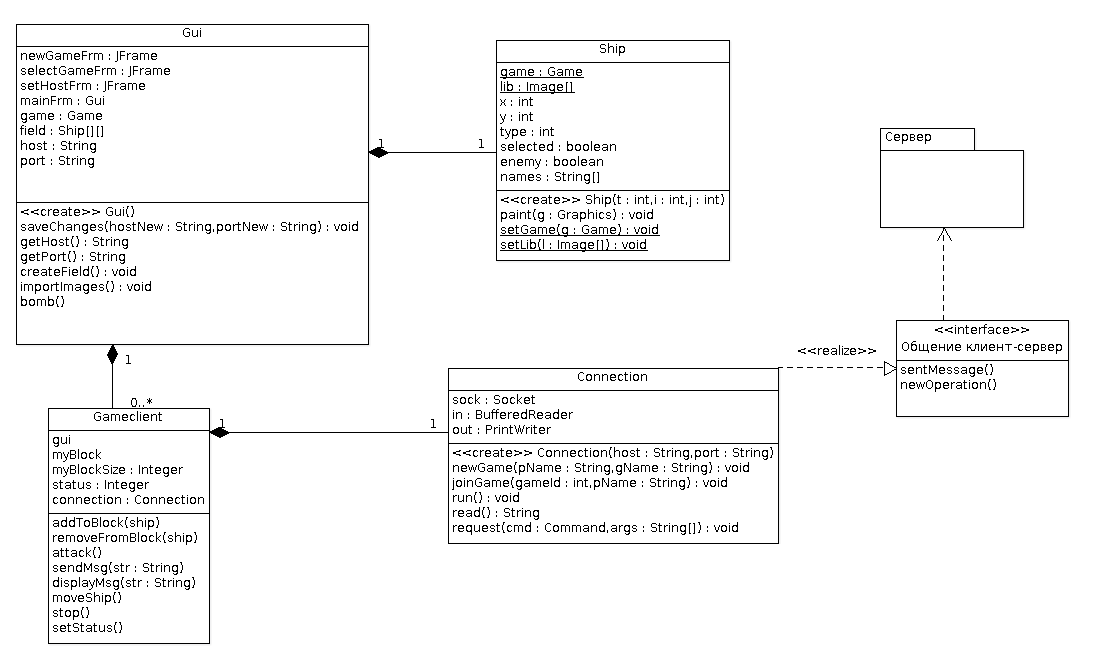 Gui
newGameFrm : JFrame
selectGameFrm : JFrame
setHostFrm : JFrame
mainFrm : Gui
game : Game
field : Ship[][]
host : String
port : String
<<create>> Gui()
saveChanges(hostNew : String,portNew : String) : void
getHost() : String
getPort() : String
createField() : void
importImages() : void
bomb()
1
1
Ship
game : Game
lib : Image[]
x : int
y : int
type : int
selected : boolean
enemy : boolean
names : String[]
<<create>> Ship(t : int,i : int,j : int)
paint(g : Graphics) : void
setGame(g : Game) : void
setLib(l : Image[]) : void
Сервер
<<interface>>
Общение клиент-сервер
sentMessage()
newOperation()
<<realize>>
1
0..*
Gameclient
gui
myBlock
myBlockSize : Integer
status : Integer
connection : Connection
addToBlock(ship)
removeFromBlock(ship)
attack()
sendMsg(str : String)
displayMsg(str : String)
moveShip()
stop()
setStatus()
1
1
Connection
sock : Socket
in : BufferedReader
out : PrintWriter
<<create>> Connection(host : String,port : String)
newGame(pName : String,gName : String) : void
joinGame(gameId : int,pName : String) : void
run() : void
read() : String
request(cmd : Command,args : String[]) : void